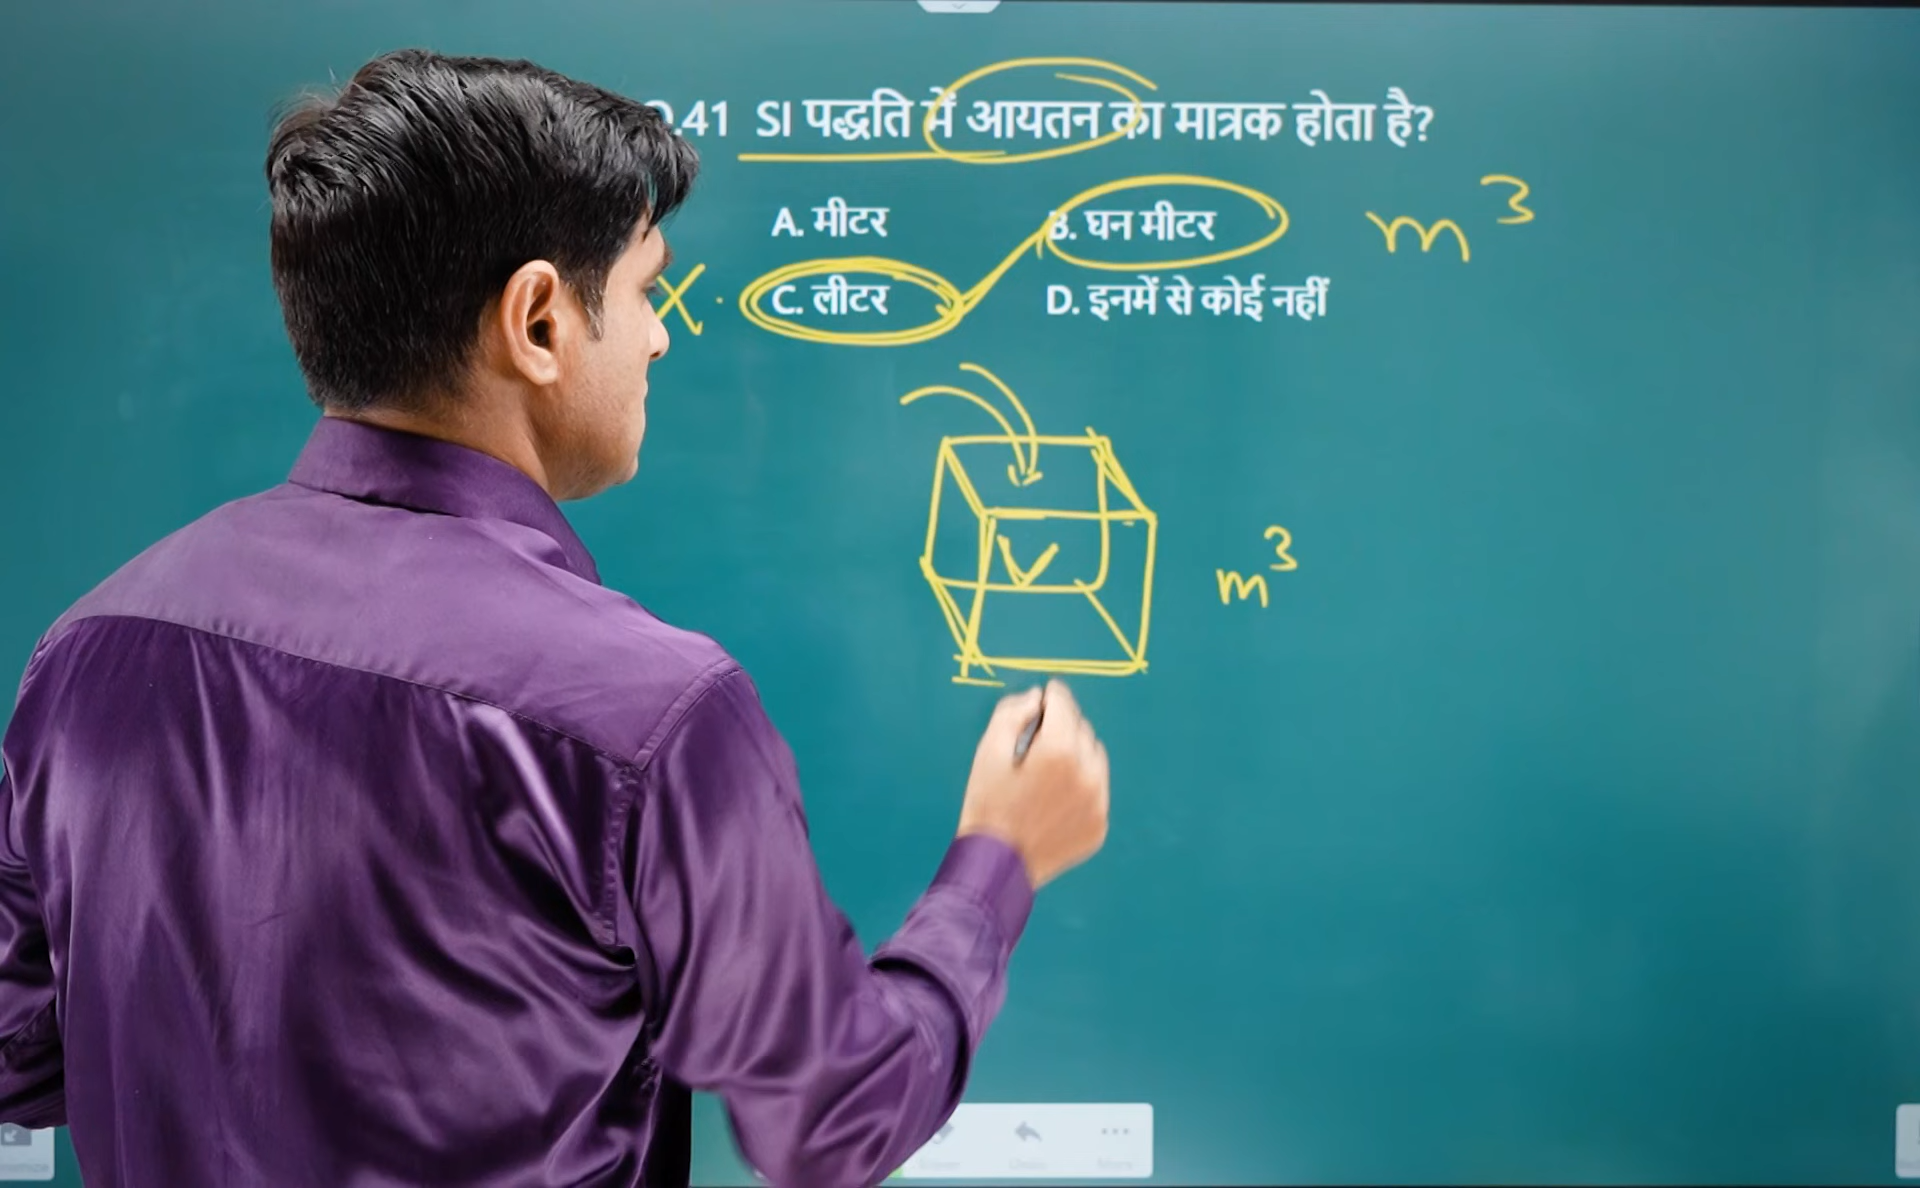 .41 SI पद्धति में आयतन का मात्रक होता है?
A. मीटर B. घन मीटर m³
X. C. लीटर D. इनमें से कोई नहीं
V
m³